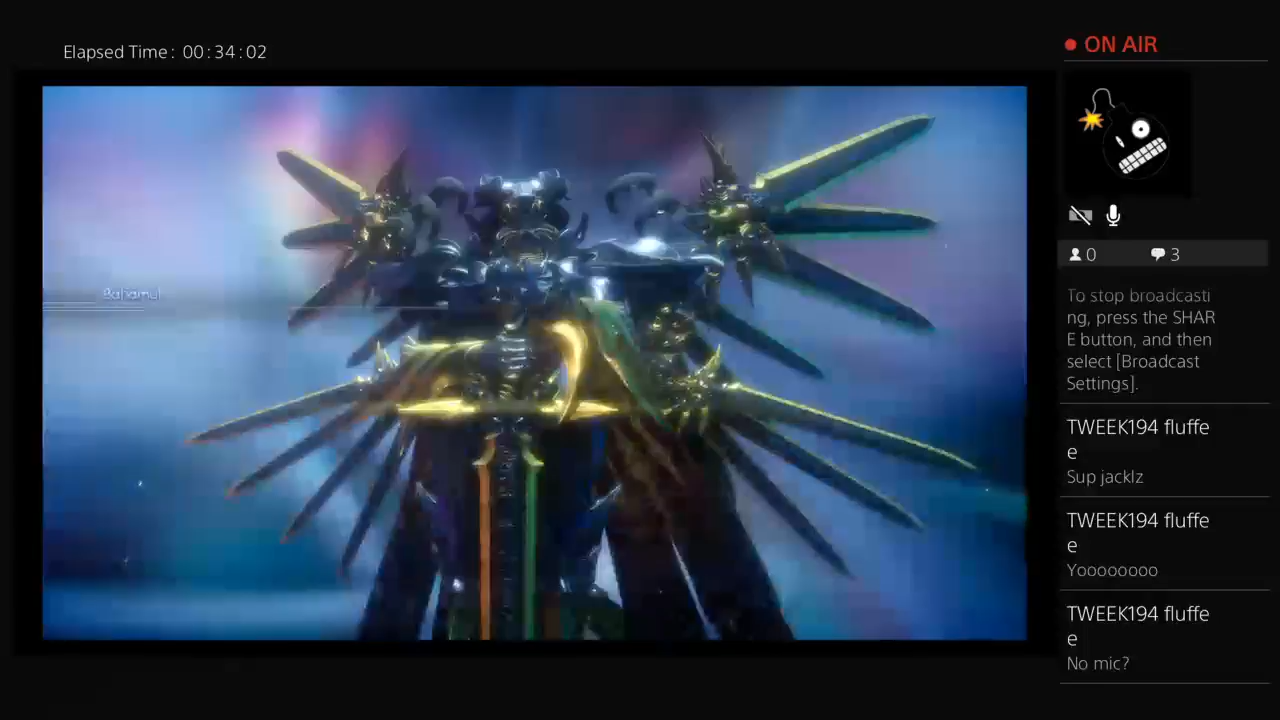 Elapsed Time: 00:34:02
ON AIR
0 3
To stop broadcasti
ng, press the SHAR
E button, and then
select [Broadcast
Settings].
TWEEK194 fluffe
e
Sup jacklz
TWEEK194 fluffe
e
Yoooooooo
TWEEK194 fluffe
e
No mic?
Bahamut